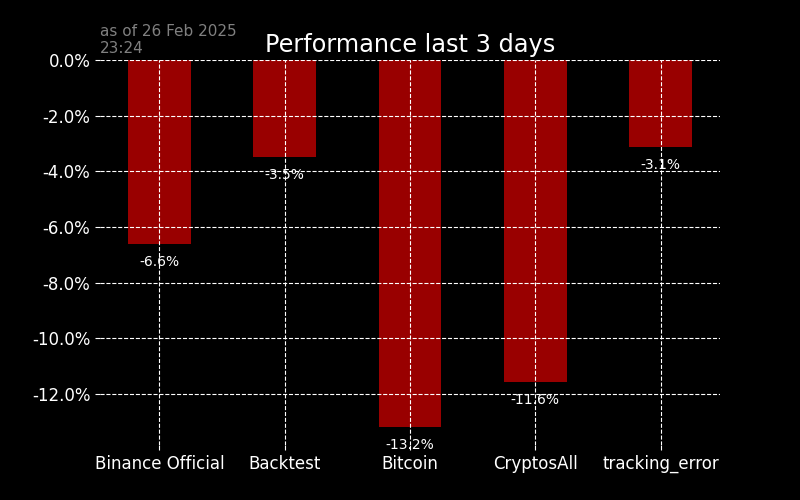 as of 26 Feb 2025
23:24
Performance last 3 days
0.0%
-2.0%
-4.0%
-6.0%
-8.0%
-10.0%
-12.0%
-6.6%
-3.5%
-13.2%
-11.6%
-3.1%
Binance Official
Backtest
Bitcoin
CryptosAll
tracking_error